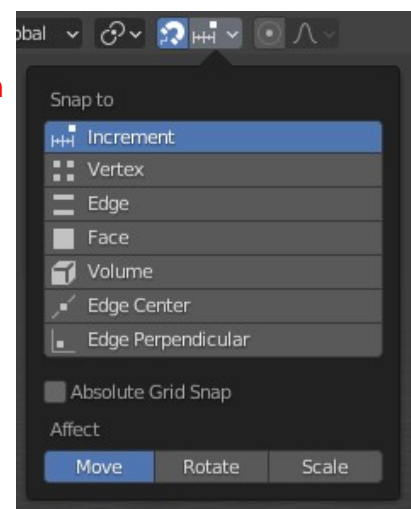 obal
Snap to
Increment
Vertex
Edge
Face
Volume
Edge Center
Edge Perpendicular
Absolute Grid Snap
Affect
Move Rotate Scale